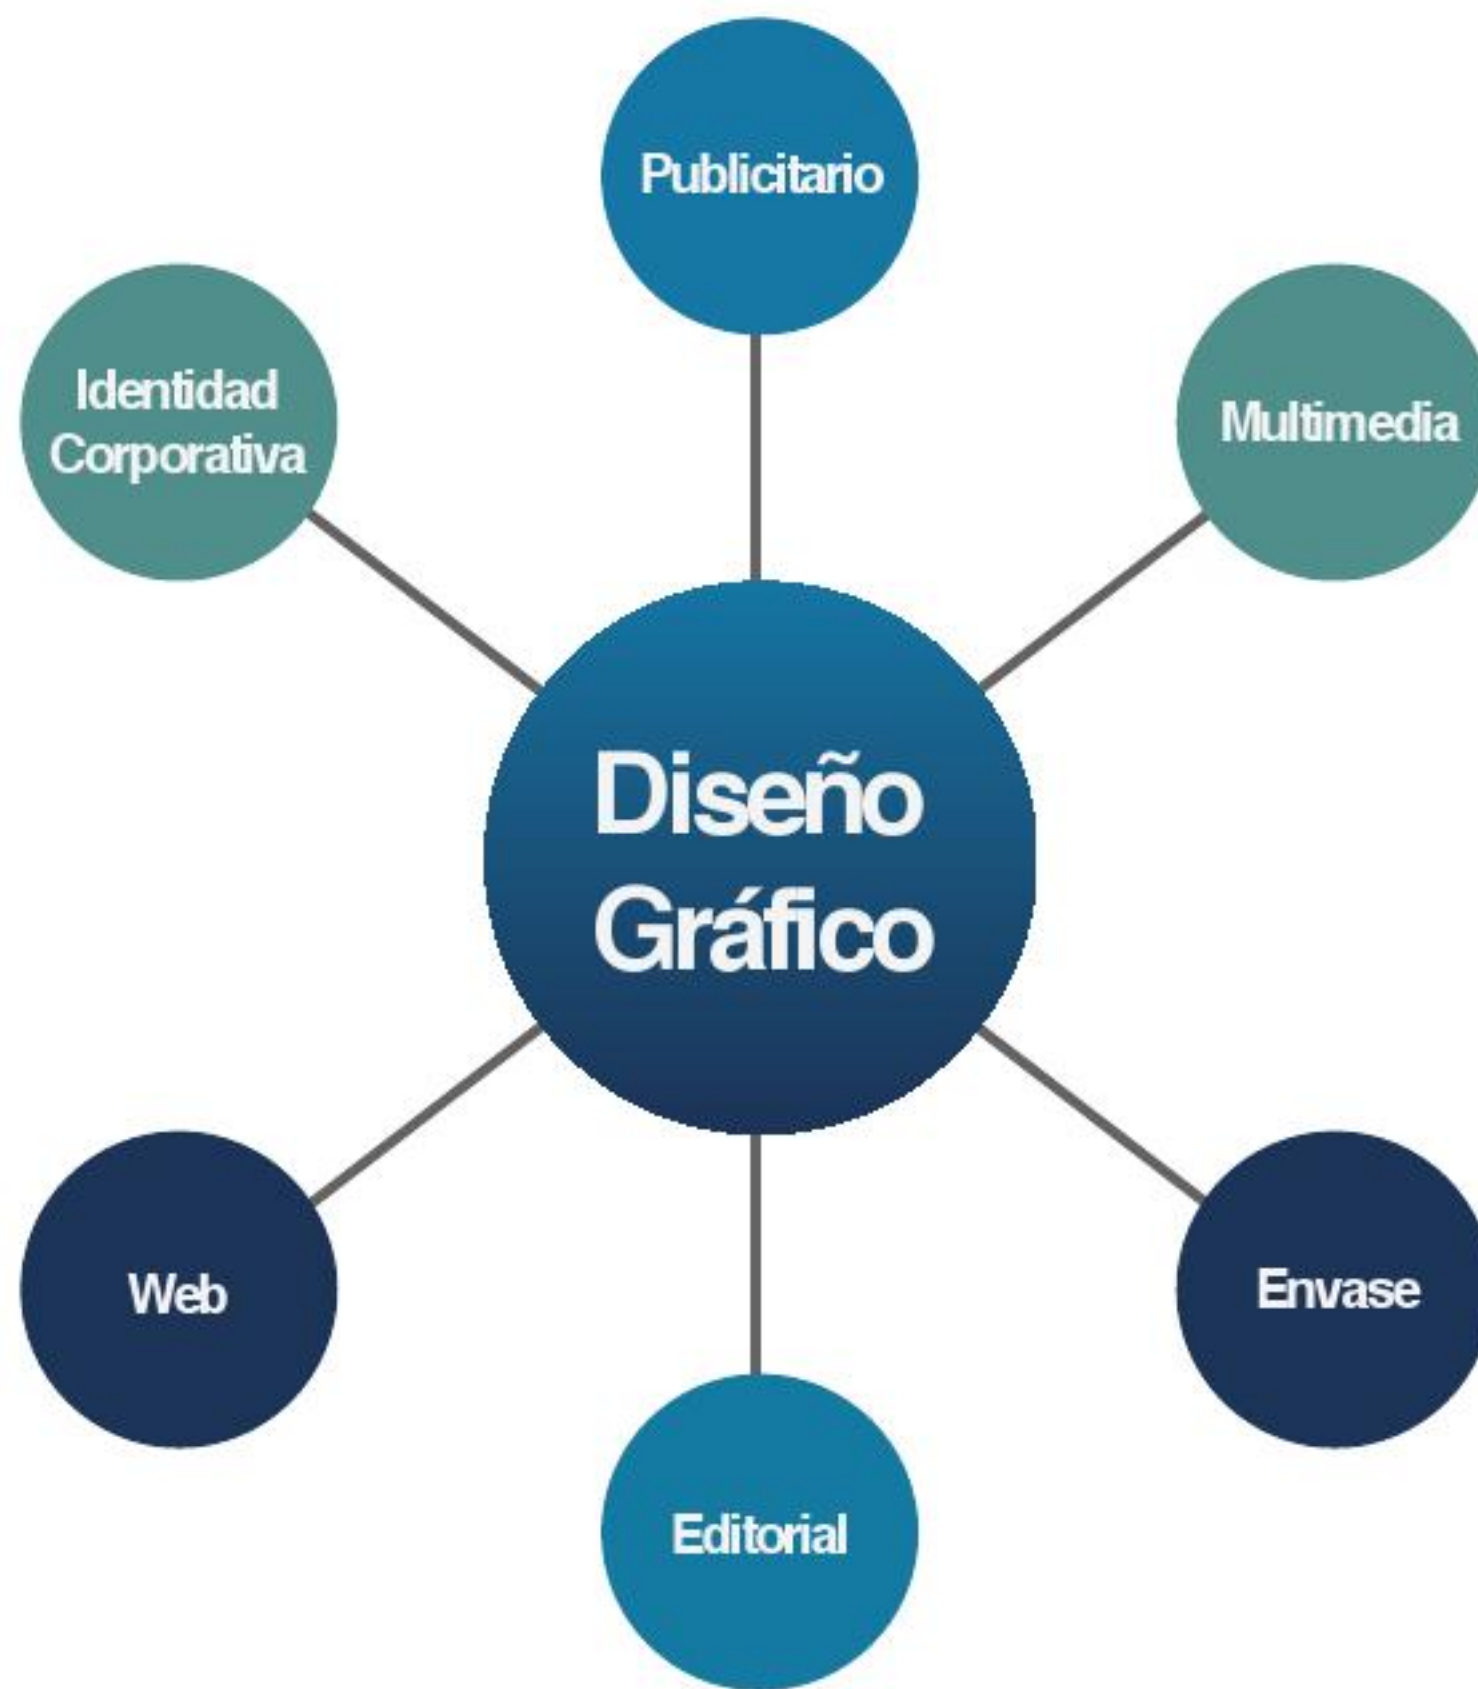 Publicitario
Identidad
Corporativa
Multimedia
Diseño
Gráfico
Web
Envase
Editorial